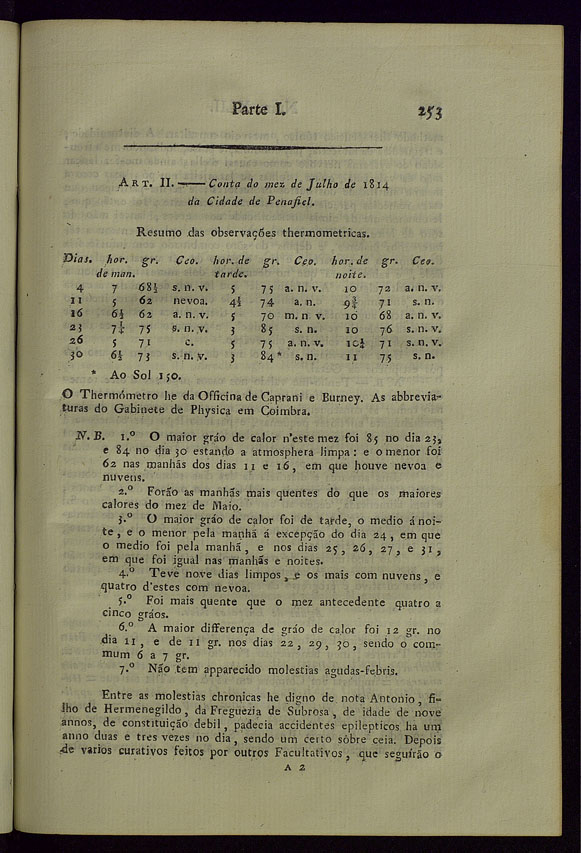 Parte I. 253
ART. II. —— Conta do mez de Julho de 1814
da Cidade de Penafiel.
Resumo das observações thermometricas.
Dias. hor. gr. Ceo. hor. de gr. Ceo. hor. de gr. Ceo.
de man. tarde. noite.
4 7 68½ s. n. v. 5 75 a. n. v. 10 72 a. n. v.
11 5 62 nevoa. 4½ 74 a. n. 9¾ 71 s. n.
16 6½ 62 a. n. v. 5 70 m. n v. 10 68 a. n. v.
23 7¼ 75 s. n. v. 3 85 s. n. 10 76 s. n. v.
26 5 71 c. 5 75 a. n. v. 10¼ 71 s. n. v.
30 6½ 73 s. n. v. 3 84* s. n. 11 75 s. n.
* Ao Sol 150.
O Thermómetro he da Officina de Caprani e Burney. As abbrevia-
turas do Gabinete de Physica em Coimbra.
N. B. 1.º O maior gráo de calor n'este mez foi 85 no dia 23,
e 84 no dia 30 estando a atmosphera limpa: e o menor foi
62 nas manhãs dos dias 11 e 16, em que houve nevoa e
nuvens.
2.º Forão as manhãs mais quentes do que os maiores
calores do mez de Maio.
3.º O maior gráo de calor foi de tarde, o medio á noi-
te, e o menor pela manhã á excepção do dia 24, em que
o medio foi pela manhã, e nos dias 25, 26, 27, e 31,
em que foi igual nas manhãs e noites.
4.º Teve nove dias limpos, e os mais com nuvens, e
quatro d'estes com nevoa.
5.º Foi mais quente que o mez antecedente quatro a
cinco gráos.
6.º A maior differença de gráo de calor foi 12 gr. no
dia 11, e de 11 gr. nos dias 22, 29, 30, sendo o com-
mum 6 a 7 gr.
7.º Não tem apparecido molestias agudas-febris.
Entre as molestias chronicas he digno de nota Antonio, fi-
lho de Hermenegildo, da Freguezia de Subrosa, de idade de nove
annos, de constituição debil, padecia accidentes epilepticos ha um
anno duas e tres vezes no dia, sendo um certo sôbre ceia. Depois
de varios curativos feitos por outros Facultativos, que seguírão o
A 2